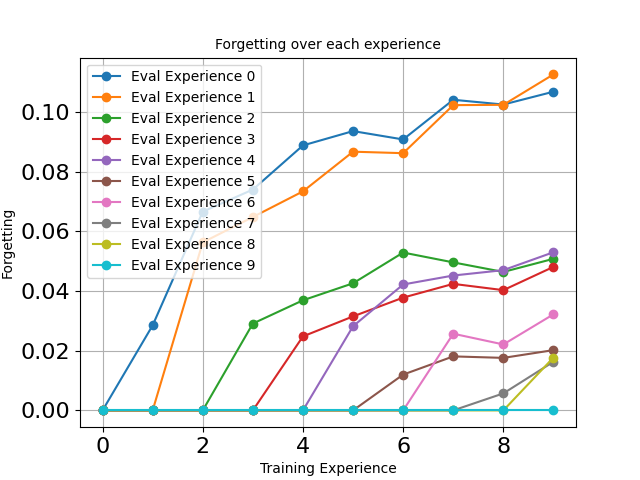 Forgetting over each experience
Eval Experience 0
Eval Experience 1
Eval Experience 2
Eval Experience 3
Eval Experience 4
Eval Experience 5
Eval Experience 6
Eval Experience 7
Eval Experience 8
Eval Experience 9
Forgetting
0.10
0.08
0.06
0.04
0.02
0.00
0 2 4 6 8
Training Experience